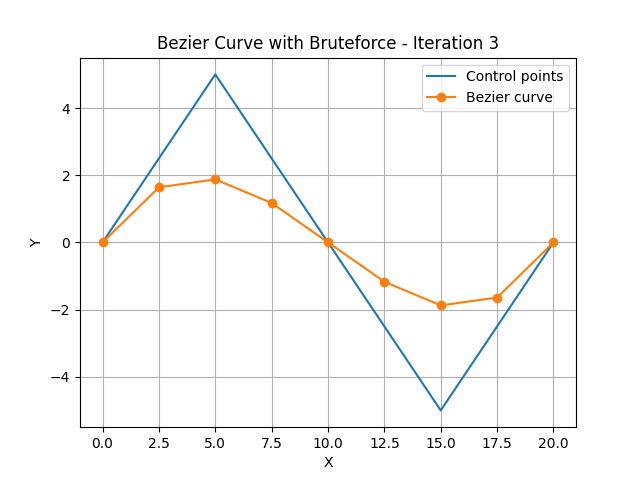 Bezier Curve with Bruteforce - Iteration 3
Control points
Bezier curve
4
2
0
−2
−4
Y
0.0 2.5 5.0 7.5 10.0 12.5 15.0 17.5 20.0
X